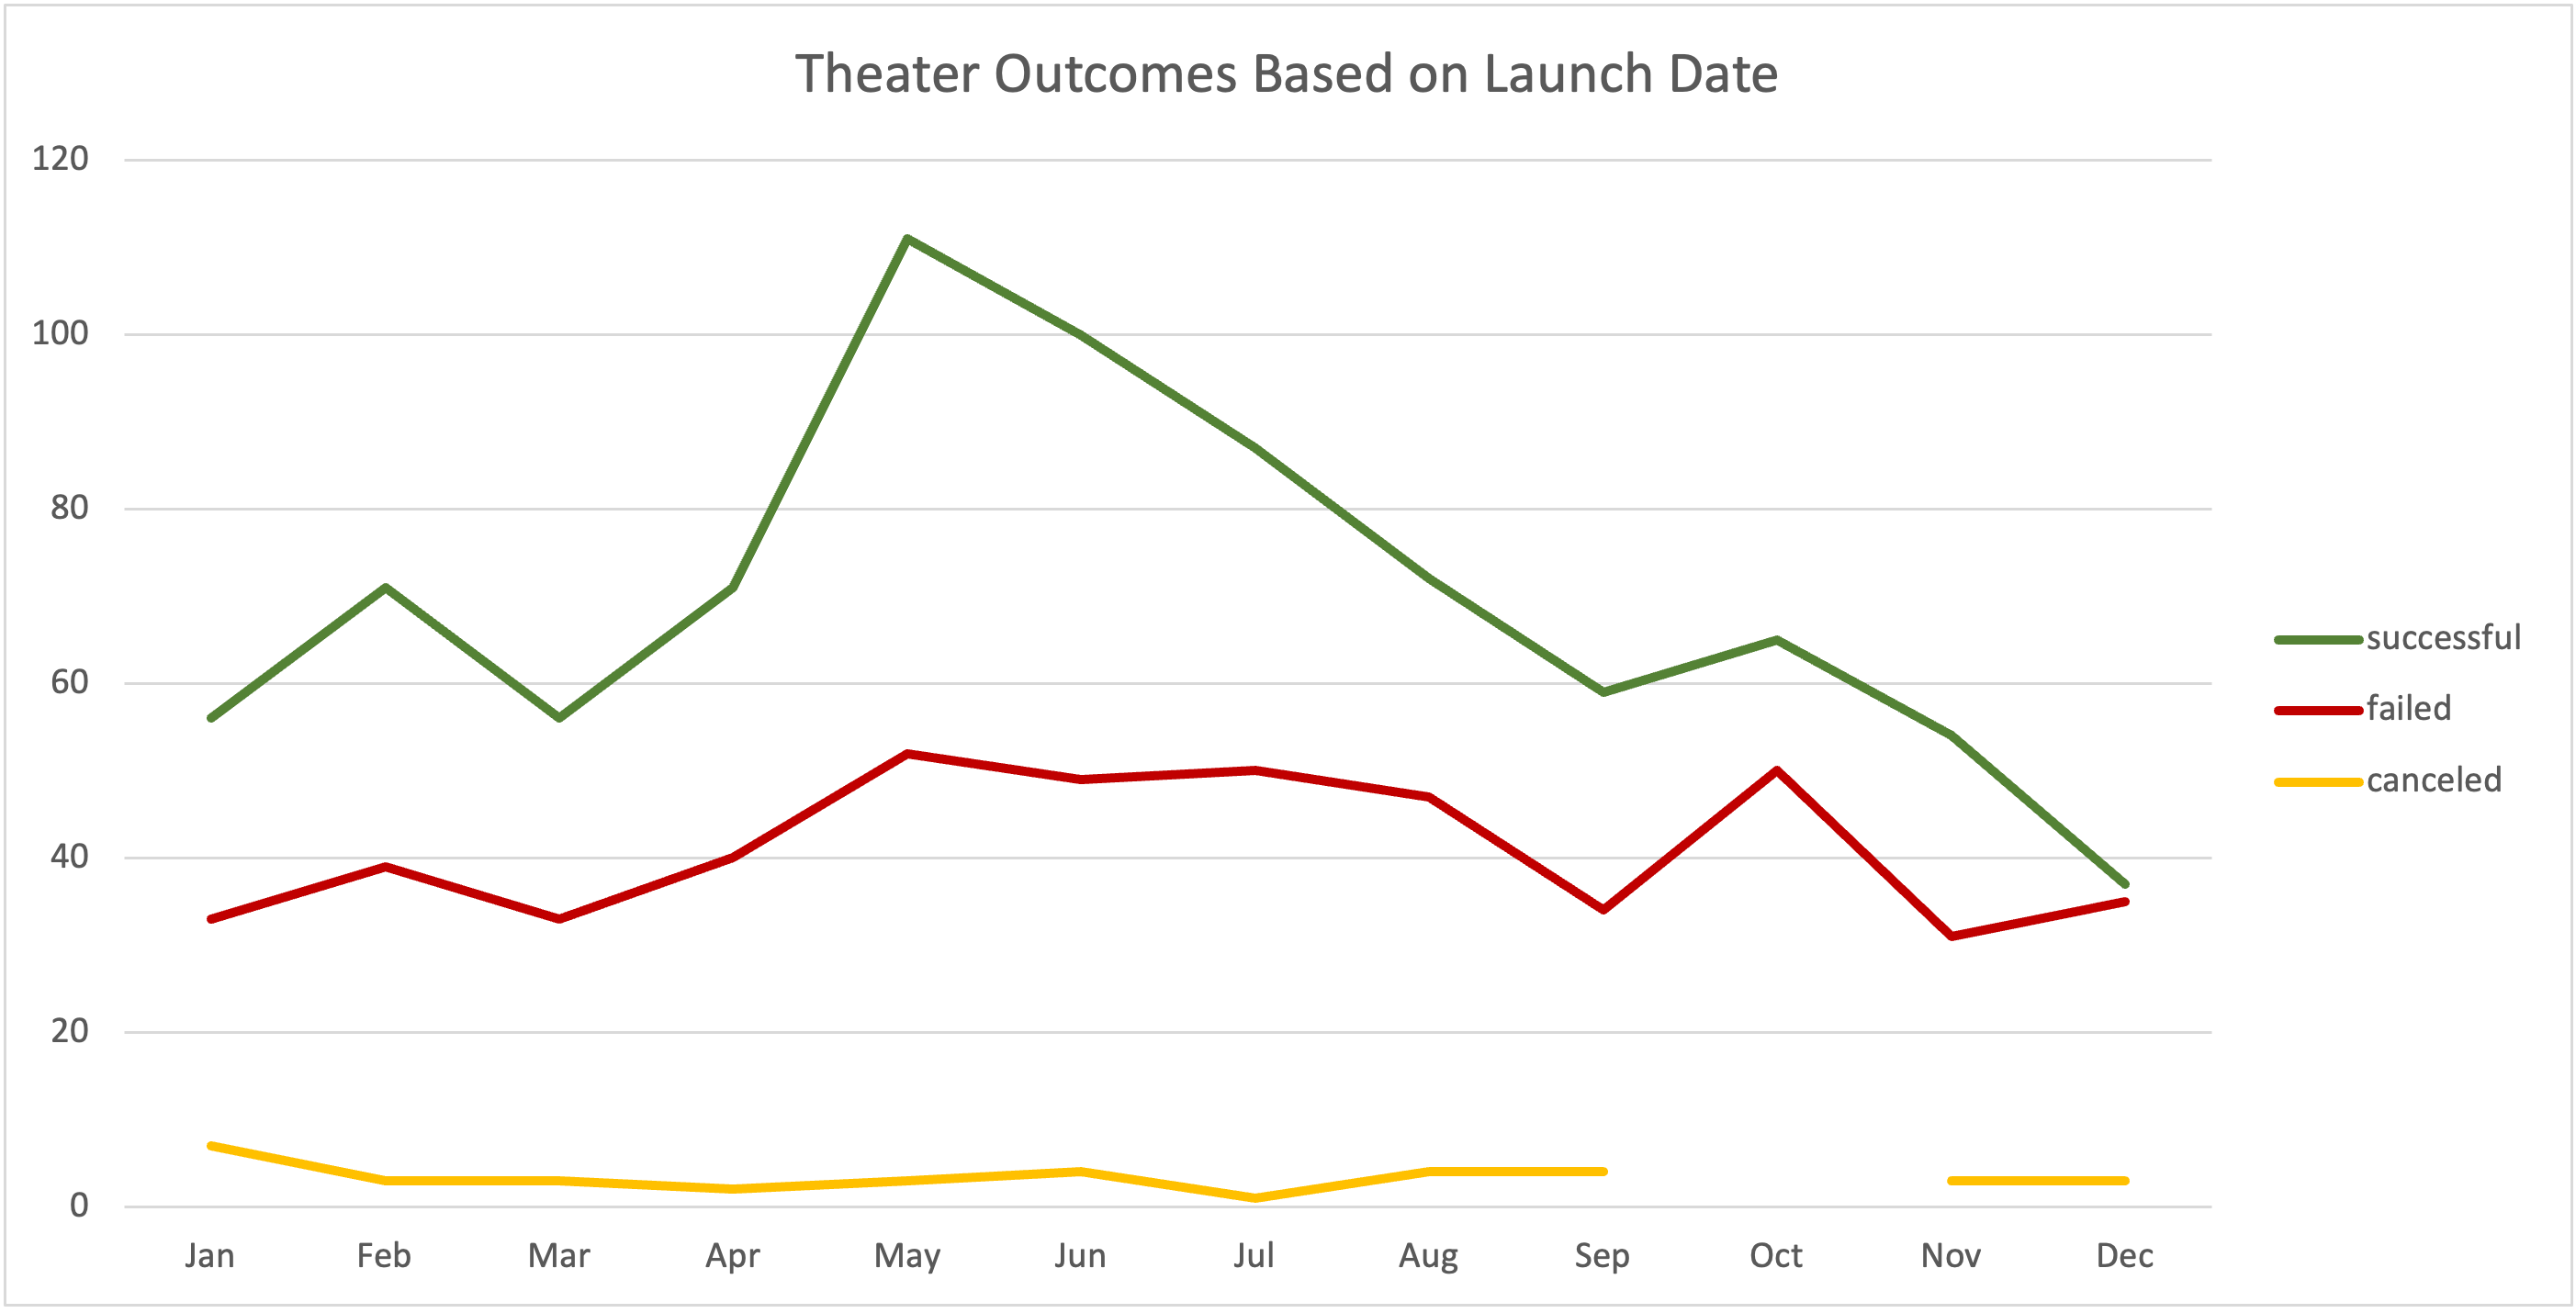 Theater Outcomes Based on Launch Date
120
100
80
60
40
20
0
Jan Feb Mar Apr May Jun Jul Aug Sep Oct Nov Dec
successful
failed
canceled